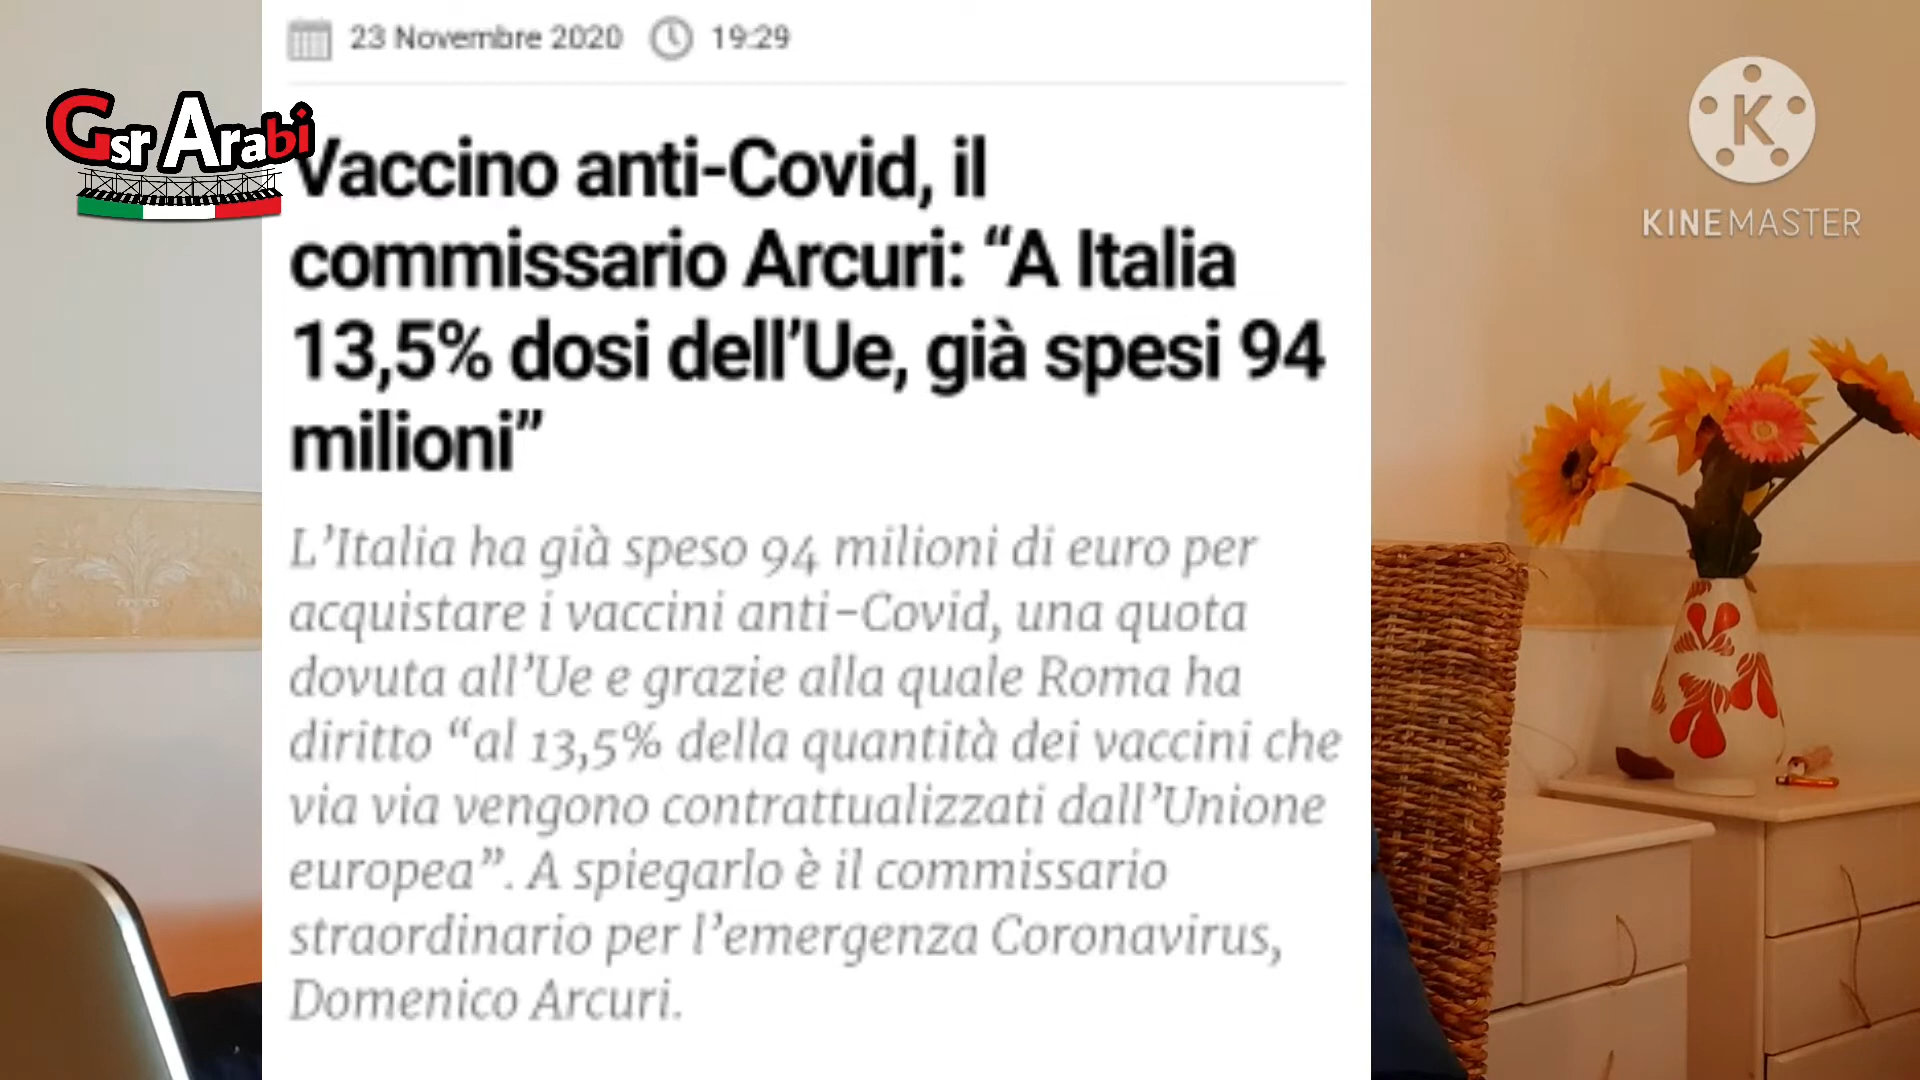 23 Novembre 2020 19:29
Gsr Arabi
KINEMASTER
Vaccino anti-Covid, il
commissario Arcuri: “A Italia
13,5% dosi dell’Ue, già spesi 94
milioni”
L’Italia ha già speso 94 milioni di euro per
acquistare i vaccini anti-Covid, una quota
dovuta all’Ue e grazie alla quale Roma ha
diritto “al 13,5% della quantità dei vaccini che
via via vengono contrattualizzati dall’Unione
europea”. A spiegarlo è il commissario
straordinario per l’emergenza Coronavirus,
Domenico Arcuri.